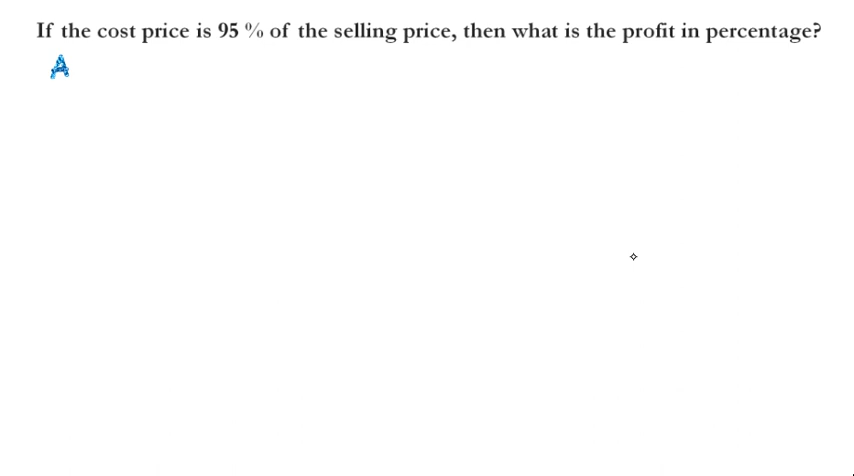 If the cost price is 95 % of the selling price, then what is the profit in percentage?
A